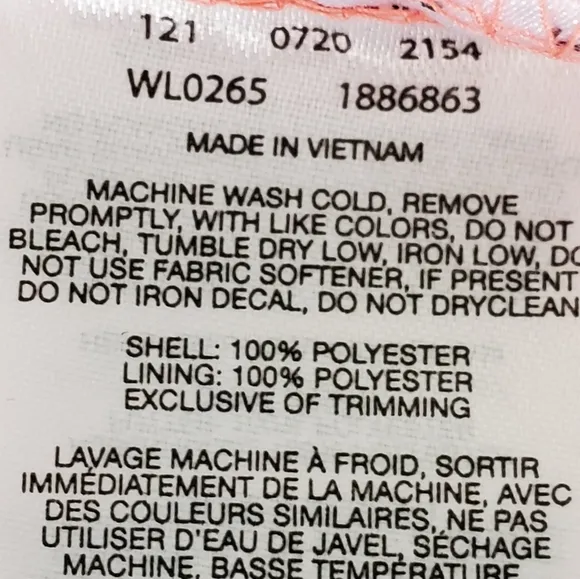 121 0720 2154
WL0265 1886863
MADE IN VIETNAM
MACHINE WASH COLD, REMOVE
PROMPTLY, WITH LIKE COLORS, DO NOT
BLEACH, TUMBLE DRY LOW, IRON LOW, DO
NOT USE FABRIC SOFTENER, IF PRESENT
DO NOT IRON DECAL, DO NOT DRYCLEAN
SHELL: 100% POLYESTER
LINING: 100% POLYESTER
EXCLUSIVE OF TRIMMING
LAVAGE MACHINE À FROID, SORTIR
IMMÉDIATEMENT DE LA MACHINE, AVEC
DES COULEURS SIMILAIRES, NE PAS
UTILISER D'EAU DE JAVEL, SÉCHAGE
MACHINE, BASSE TEMPÉRATURE